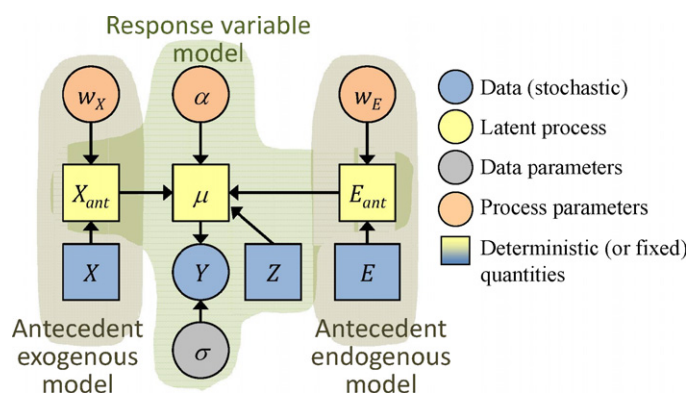 Response variable
model
w_X
α
w_E
X_ant
μ
E_ant
X
Y
Z
E
σ
Antecedent
exogenous
model
Antecedent
endogenous
model
Data (stochastic)
Latent process
Data parameters
Process parameters
Deterministic (or fixed)
quantities